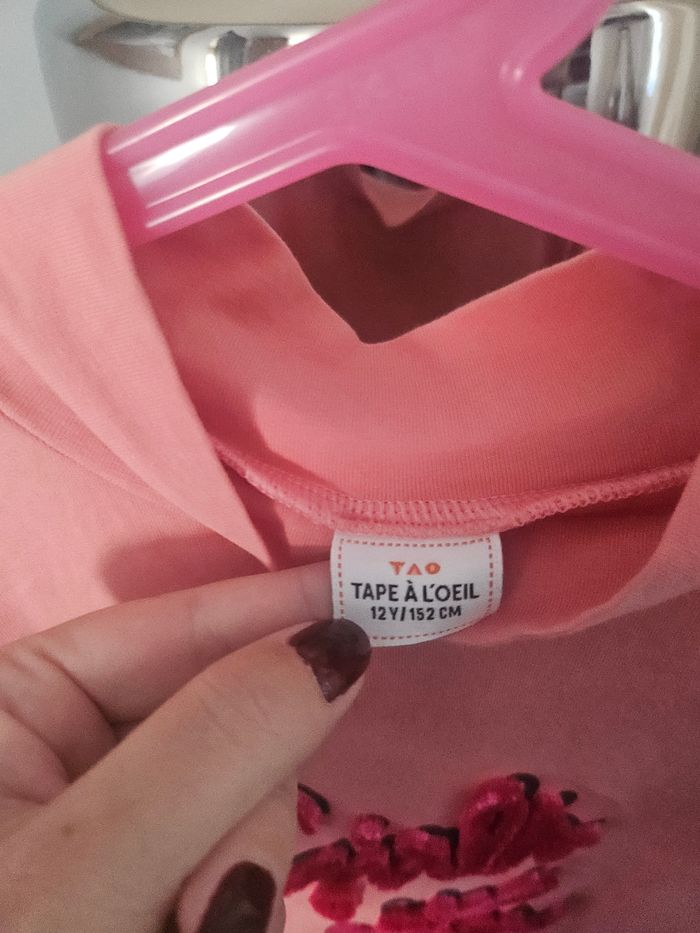 TAO
TAPE À L'OEIL
12Y/152 CM